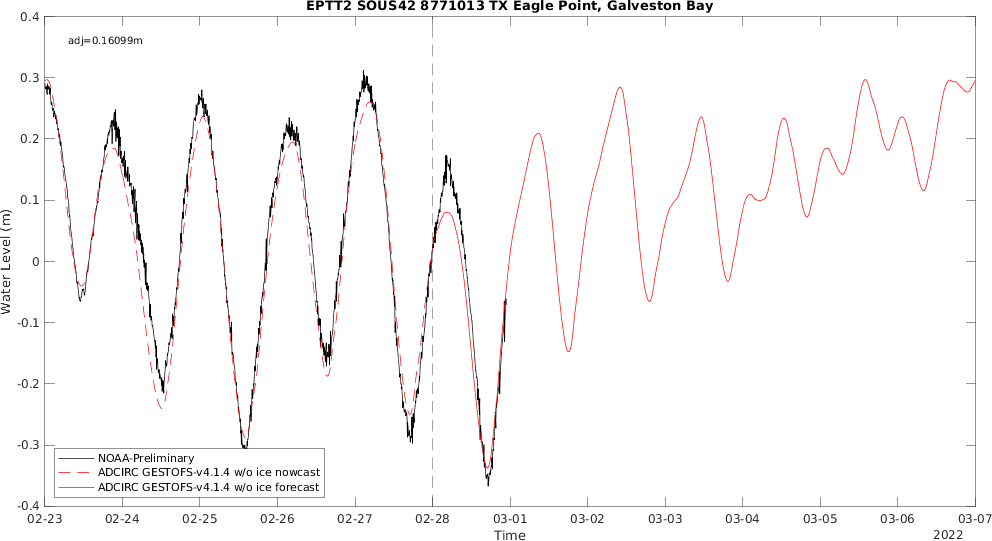 EPTT2 SOUS42 8771013 TX Eagle Point, Galveston Bay
adj=0.16099m
0.4
0.3
0.2
0.1
0
-0.1
-0.2
-0.3
-0.4
Water Level (m)
NOAA-Preliminary
ADCIRC GESTOFS-v4.1.4 w/o ice nowcast
ADCIRC GESTOFS-v4.1.4 w/o ice forecast
02-23 02-24 02-25 02-26 02-27 02-28 03-01 03-02 03-03 03-04 03-05 03-06 03-07
Time
2022